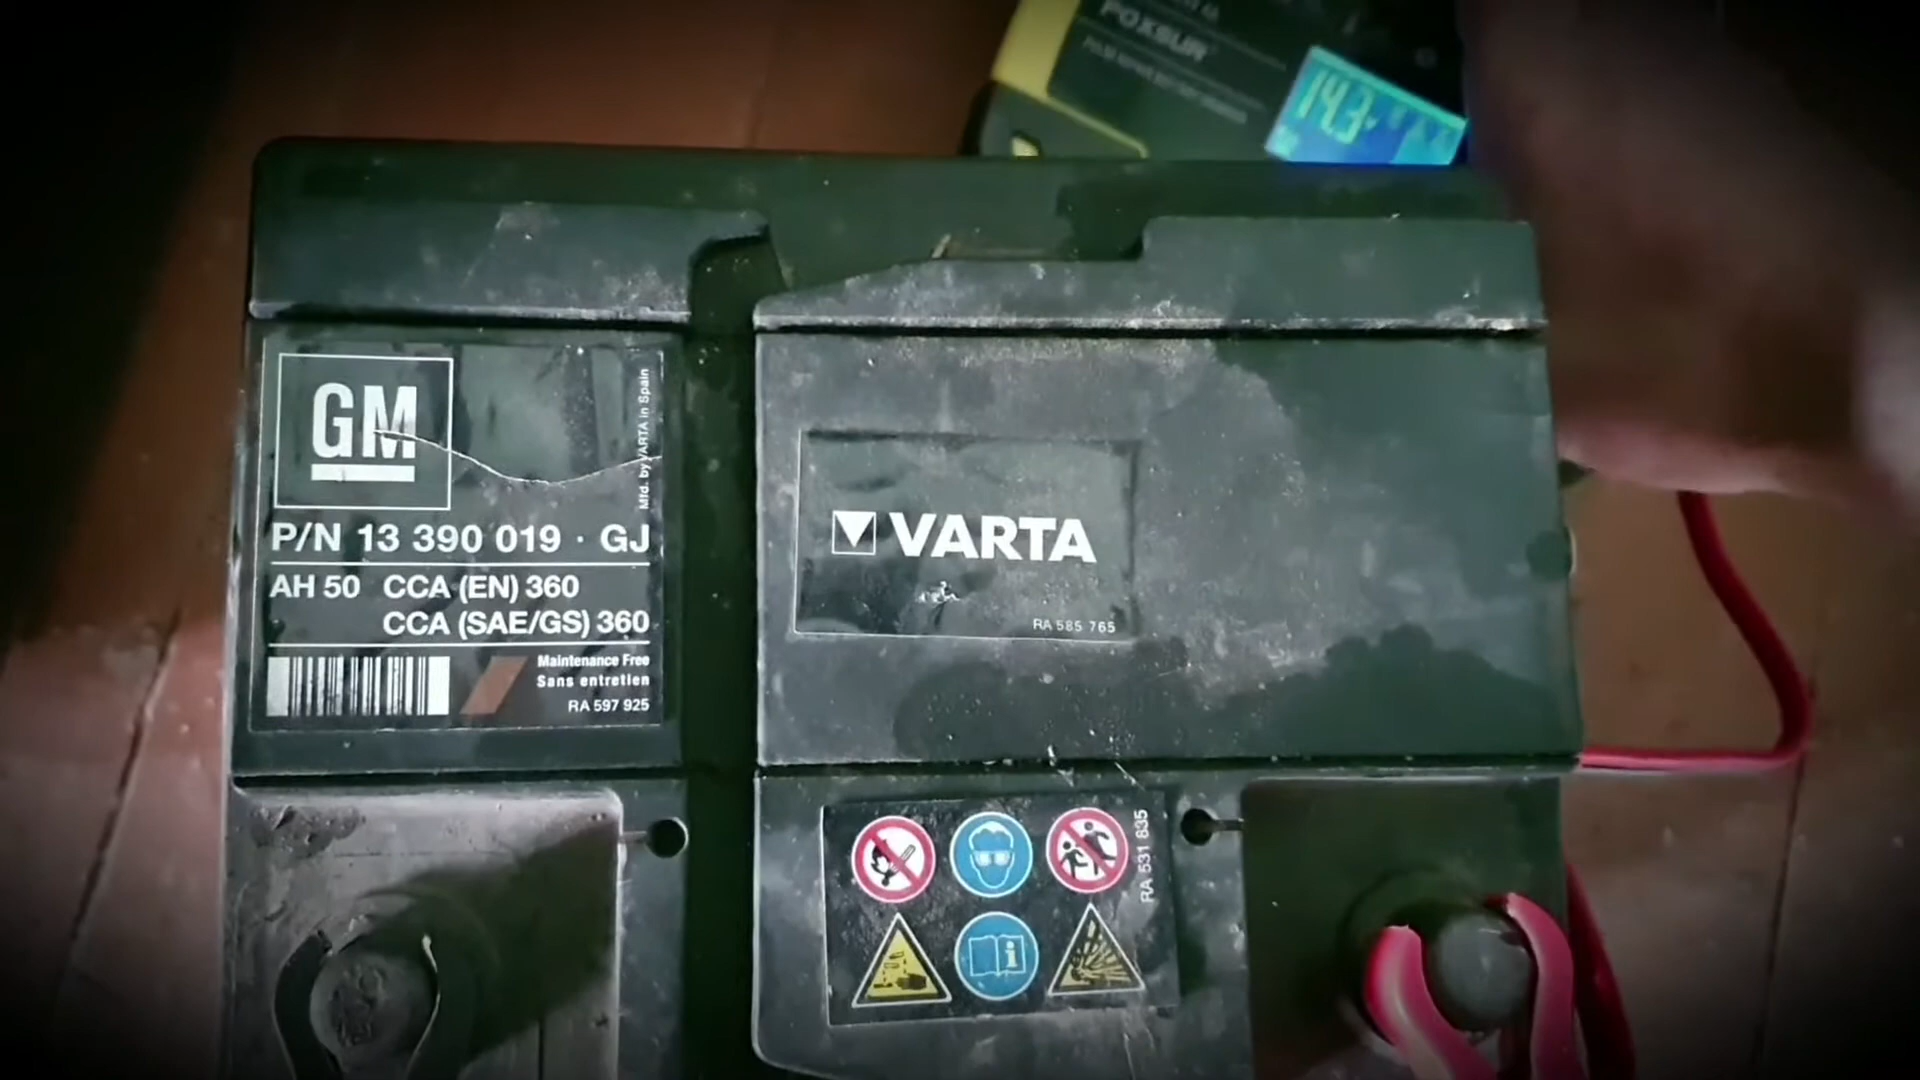 FOXSUR
14.3
GM
Mfd. by VARTA in Spain
P/N 13 390 019 · GJ
AH 50 CCA (EN) 360
CCA (SAE/GS) 360
Maintenance Free
Sans entretien
RA 597 925
VARTA
RA 585 765
RA 531 635